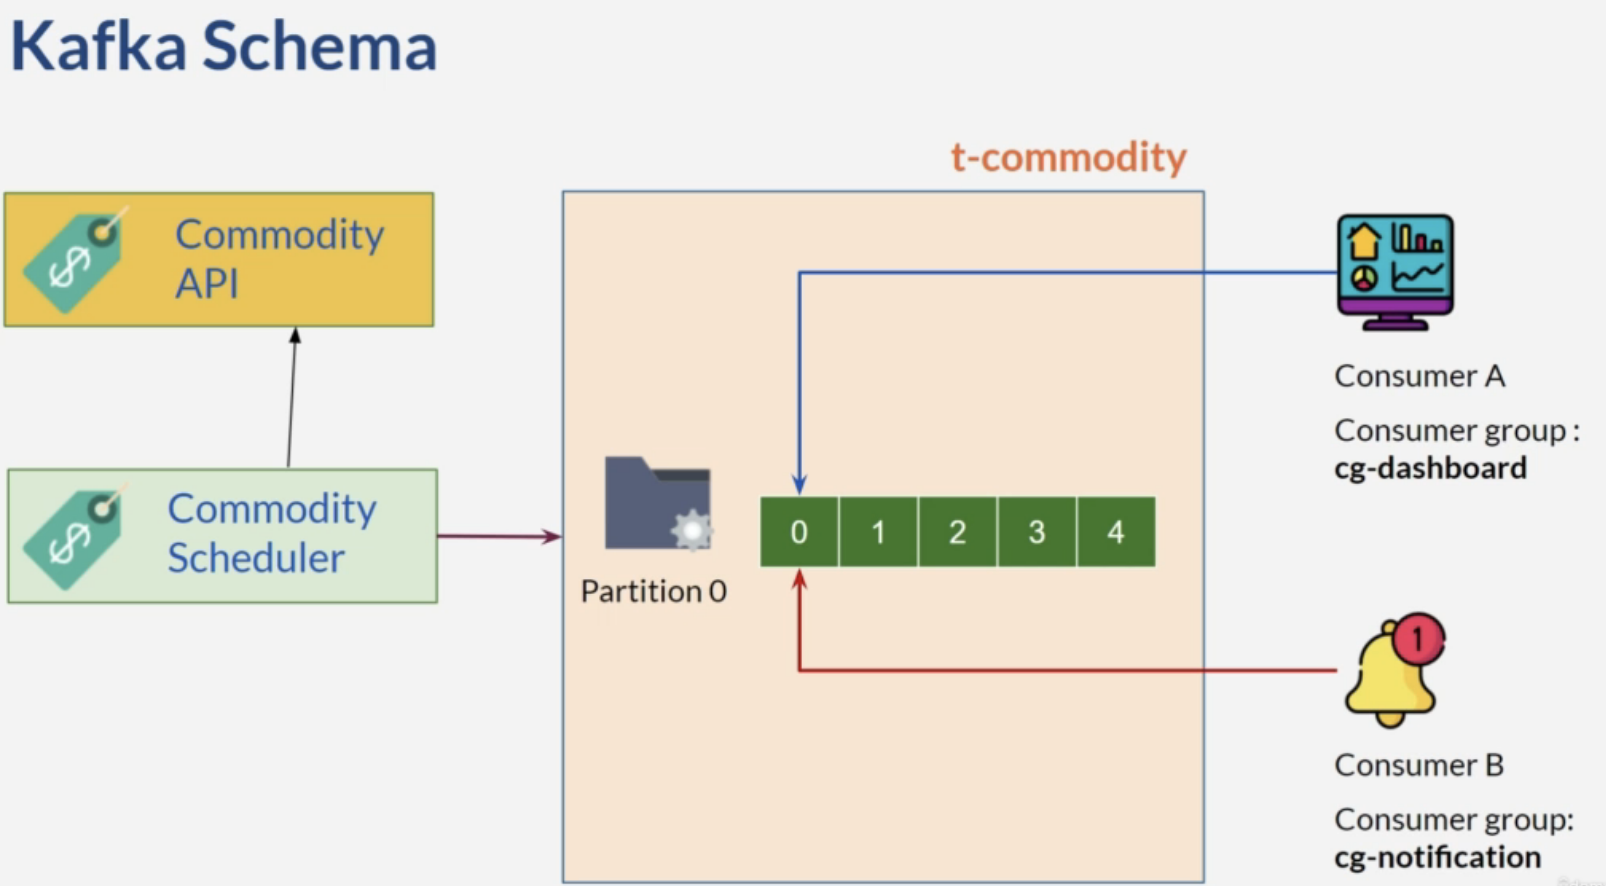 Kafka Schema
t-commodity
Commodity
API
Commodity
Scheduler
$
$
Partition 0
0 1 2 3 4
Consumer A
Consumer group :
cg-dashboard
1
Consumer B
Consumer group:
cg-notification